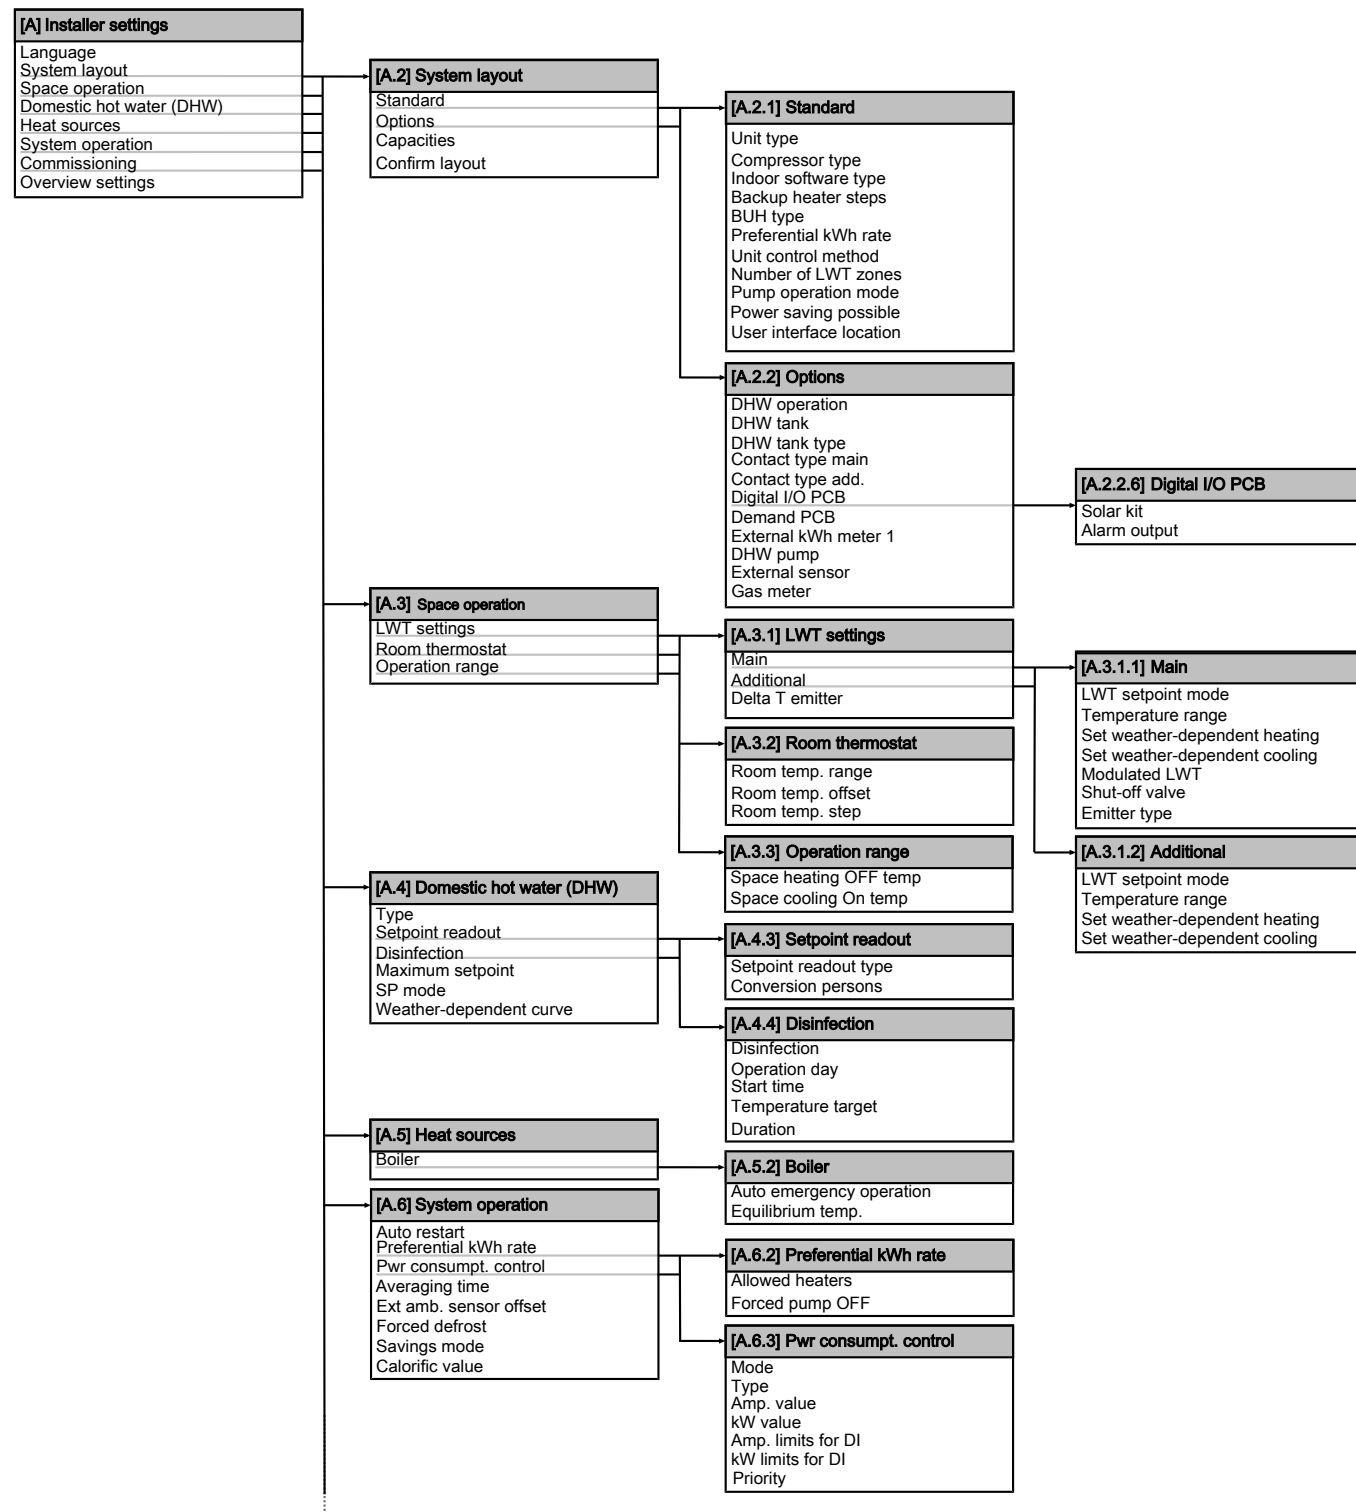 [A] Installer settings
Language
System layout
Space operation
Domestic hot water (DHW)
Heat sources
System operation
Commissioning
Overview settings
[A.2] System layout
Standard
Options
Capacities
Confirm layout
[A.2.1] Standard
Unit type
Compressor type
Indoor software type
Backup heater steps
BUH type
Preferential kWh rate
Unit control method
Number of LWT zones
Pump operation mode
Power saving possible
User interface location
[A.2.2] Options
DHW operation
DHW tank
DHW tank type
Contact type main
Contact type add.
Digital I/O PCB
Demand PCB
External kWh meter 1
DHW pump
External sensor
Gas meter
[A.2.2.6] Digital I/O PCB
Solar kit
Alarm output
[A.3] Space operation
LWT settings
Room thermostat
Operation range
[A.3.1] LWT settings
Main
Additional
Delta T emitter
[A.3.1.1] Main
LWT setpoint mode
Temperature range
Set weather-dependent heating
Set weather-dependent cooling
Modulated LWT
Shut-off valve
Emitter type
[A.3.2] Room thermostat
Room temp. range
Room temp. offset
Room temp. step
[A.3.3] Operation range
Space heating OFF temp
Space cooling On temp
[A.3.1.2] Additional
LWT setpoint mode
Temperature range
Set weather-dependent heating
Set weather-dependent cooling
[A.4] Domestic hot water (DHW)
Type
Setpoint readout
Disinfection
Maximum setpoint
SP mode
Weather-dependent curve
[A.4.3] Setpoint readout
Setpoint readout type
Conversion persons
[A.4.4] Disinfection
Disinfection
Operation day
Start time
Temperature target
Duration
[A.5] Heat sources
Boiler
[A.5.2] Boiler
Auto emergency operation
Equilibrium temp.
[A.6] System operation
Auto restart
Preferential kWh rate
Pwr consumpt. control
Averaging time
Ext amb. sensor offset
Forced defrost
Savings mode
Calorific value
[A.6.2] Preferential kWh rate
Allowed heaters
Forced pump OFF
[A.6.3] Pwr consumpt. control
Mode
Type
Amp. value
kW value
Amp. limits for DI
kW limits for DI
Priority